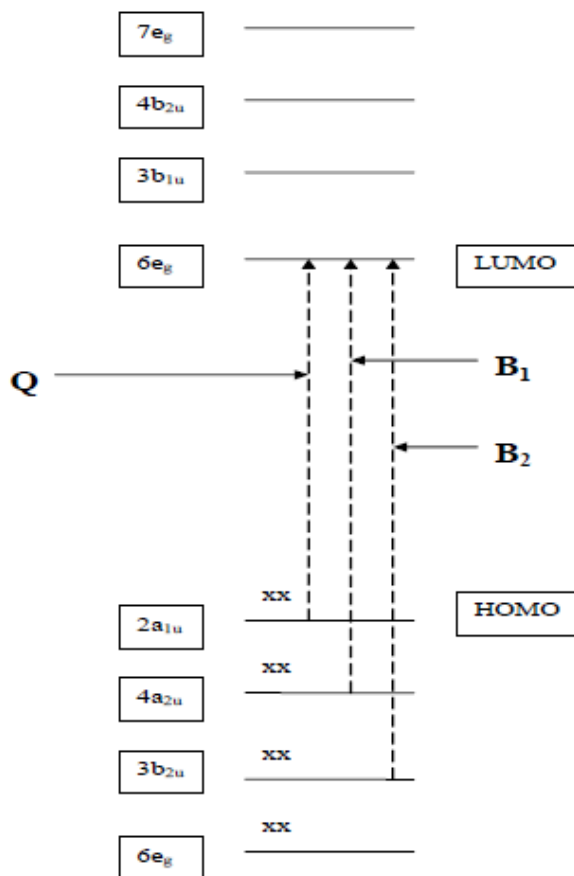 7eg
4b2u
3b1u
6eg LUMO
Q
B1
B2
xx
2a1u HOMO
xx
4a2u
xx
3b2u
xx
6eg